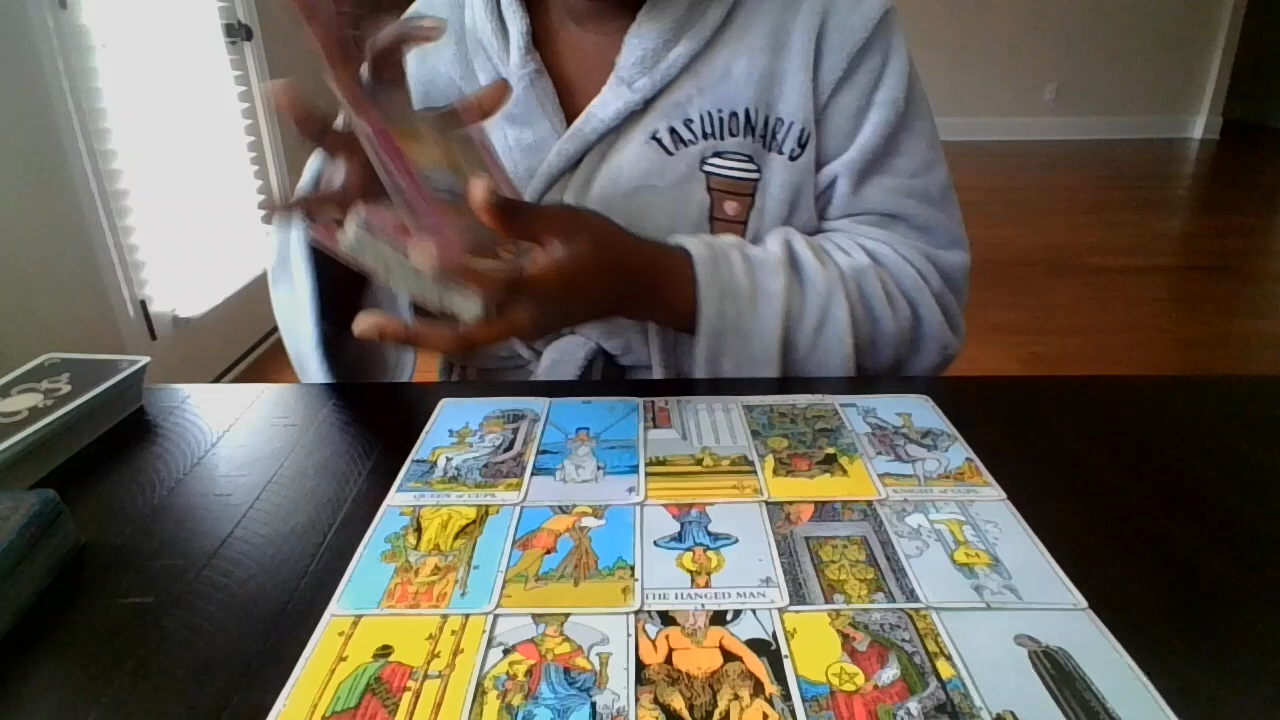 FASHIONABLY
QUEEN of CUPS.
KNIGHT of CUPS.
THE HANGED MAN.